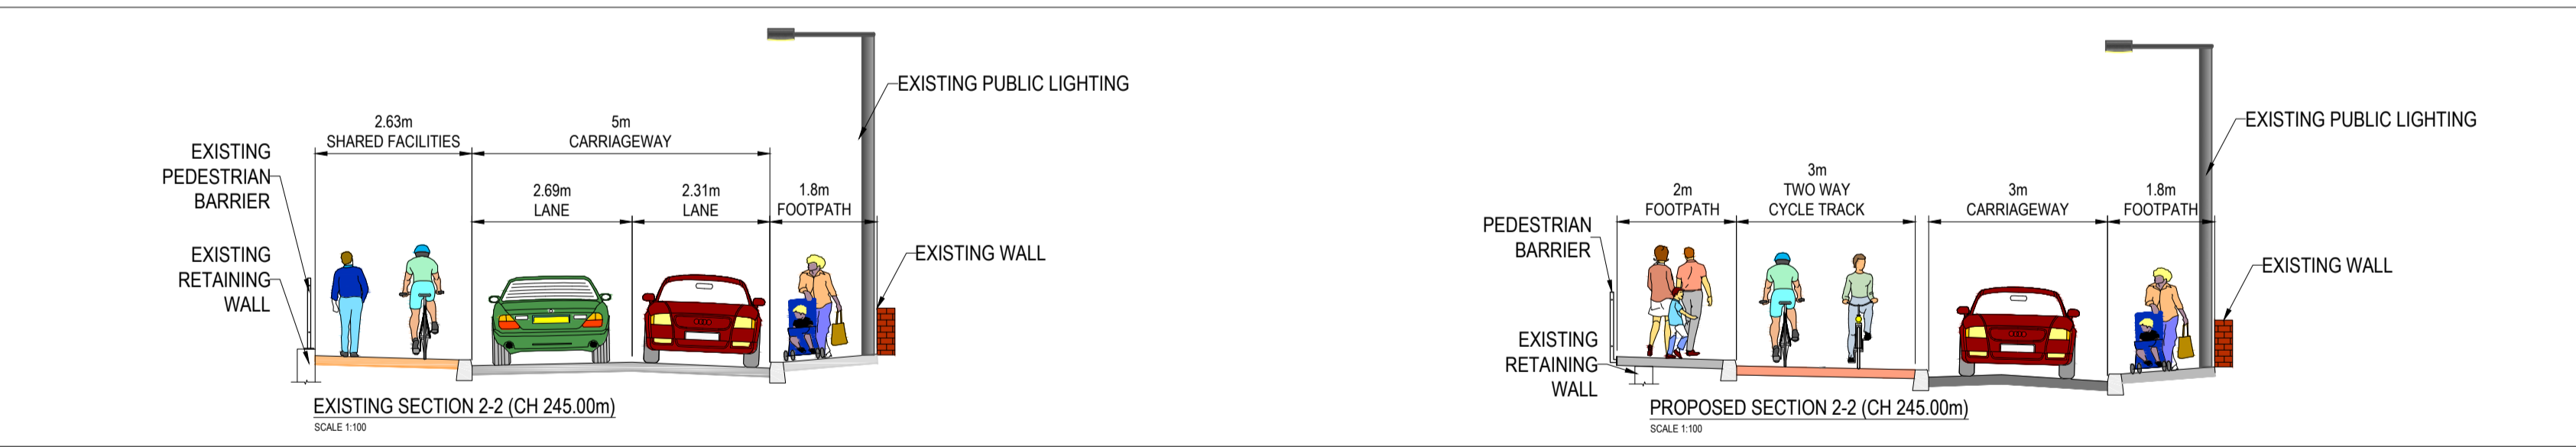 EXISTING PUBLIC LIGHTING
2.63m
SHARED FACILITIES
5m
CARRIAGEWAY
EXISTING
PEDESTRIAN
BARRIER
2.69m
LANE
2.31m
LANE
1.8m
FOOTPATH
EXISTING
RETAINING
WALL
EXISTING WALL
EXISTING SECTION 2-2 (CH 245.00m)
SCALE 1:100
EXISTING PUBLIC LIGHTING
2m
FOOTPATH
3m
TWO WAY
CYCLE TRACK
3m
CARRIAGEWAY
1.8m
FOOTPATH
PEDESTRIAN
BARRIER
EXISTING WALL
EXISTING
RETAINING
WALL
PROPOSED SECTION 2-2 (CH 245.00m)
SCALE 1:100